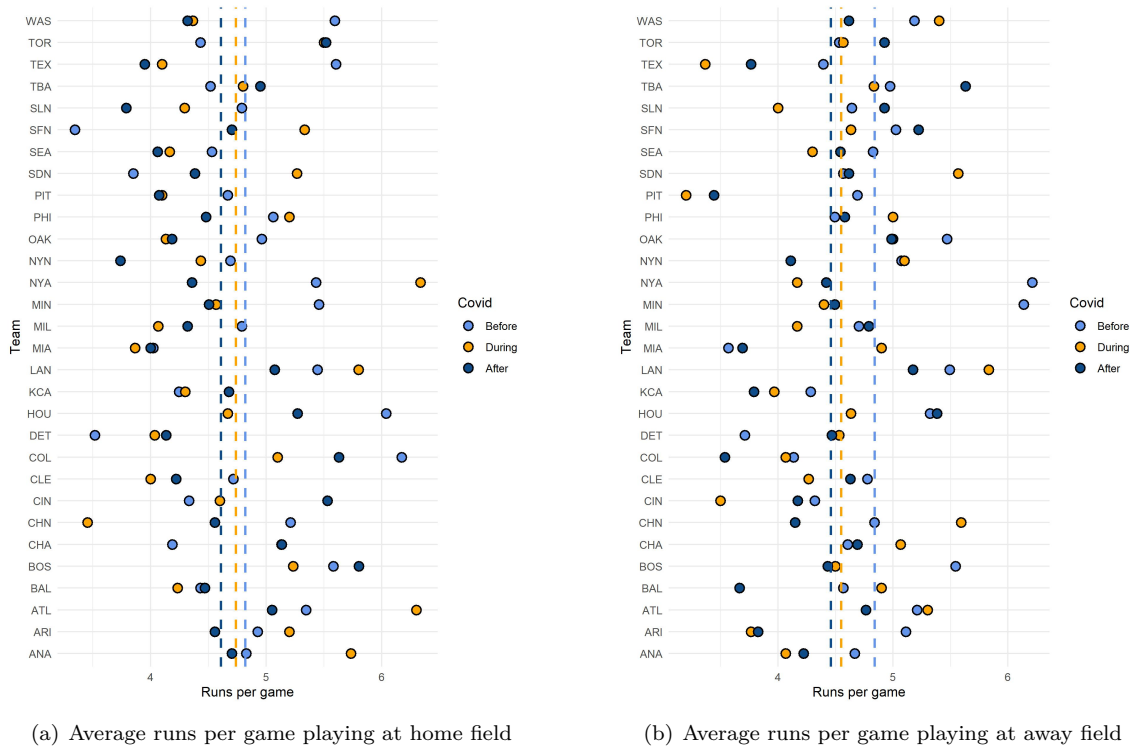 WAS
TOR
TEX
TBA
SLN
SFN
SEA
SDN
PIT
PHI
OAK
NYN
NYA
MIN
MIL
MIA
LAN
KCA
HOU
DET
COL
CLE
CIN
CHN
CHA
BOS
BAL
ATL
ARI
ANA
Team
4 5 6
Runs per game
Covid
Before
During
After
(a) Average runs per game playing at home field
WAS
TOR
TEX
TBA
SLN
SFN
SEA
SDN
PIT
PHI
OAK
NYN
NYA
MIN
MIL
MIA
LAN
KCA
HOU
DET
COL
CLE
CIN
CHN
CHA
BOS
BAL
ATL
ARI
ANA
Team
4 5 6
Runs per game
Covid
Before
During
After
(b) Average runs per game playing at away field